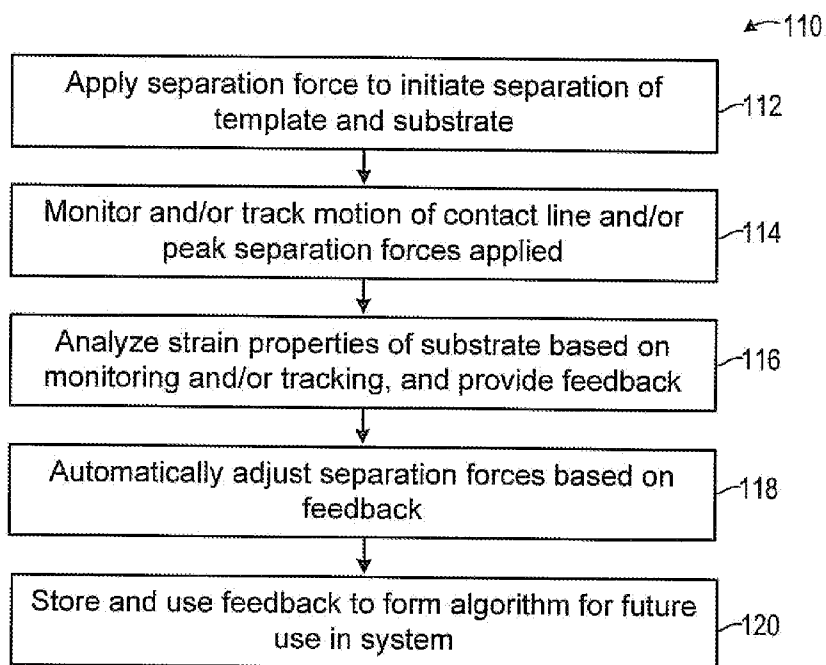 110
Apply separation force to initiate separation of
template and substrate
112
Monitor and/or track motion of contact line and/or
peak separation forces applied
114
Analyze strain properties of substrate based on
monitoring and/or tracking, and provide feedback
116
Automatically adjust separation forces based on
feedback
118
Store and use feedback to form algorithm for future
use in system
120